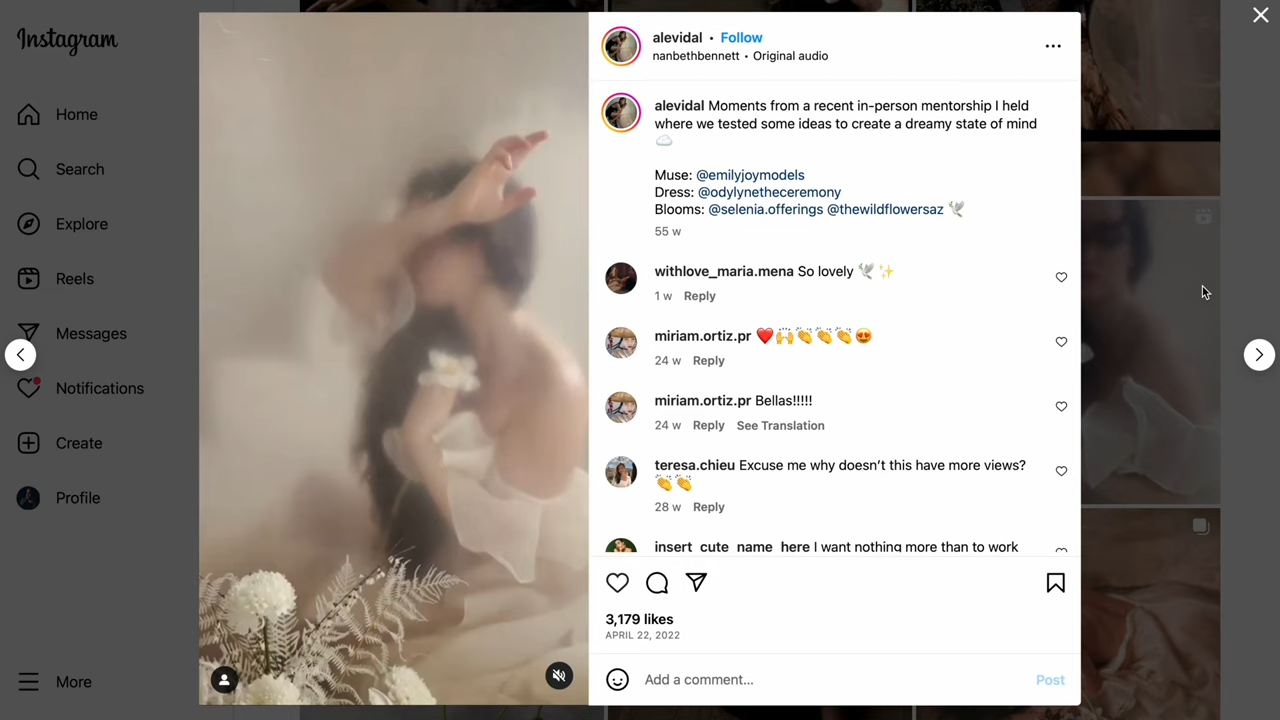 Instagram
Home
Search
Explore
Reels
Messages
Notifications
Create
Profile
More
alevidal • Follow
nanbethbennett • Original audio
alevidal Moments from a recent in-person mentorship I held
where we tested some ideas to create a dreamy state of mind
☁️
Muse: @emilyjoymodels
Dress: @odylynetheceremony
Blooms: @selenia.offerings @thewildflowersaz 🕊️
55 w
withlove_maria.mena So lovely 🕊️ ✨
1 w Reply
miriam.ortiz.pr ❤️🙌👏👏👏😍
24 w Reply
miriam.ortiz.pr Bellas!!!!!
24 w Reply See Translation
teresa.chieu Excuse me why doesn’t this have more views?
👏👏
28 w Reply
insert_cute_name_here I want nothing more than to work
3,179 likes
APRIL 22, 2022
Add a comment...
Post